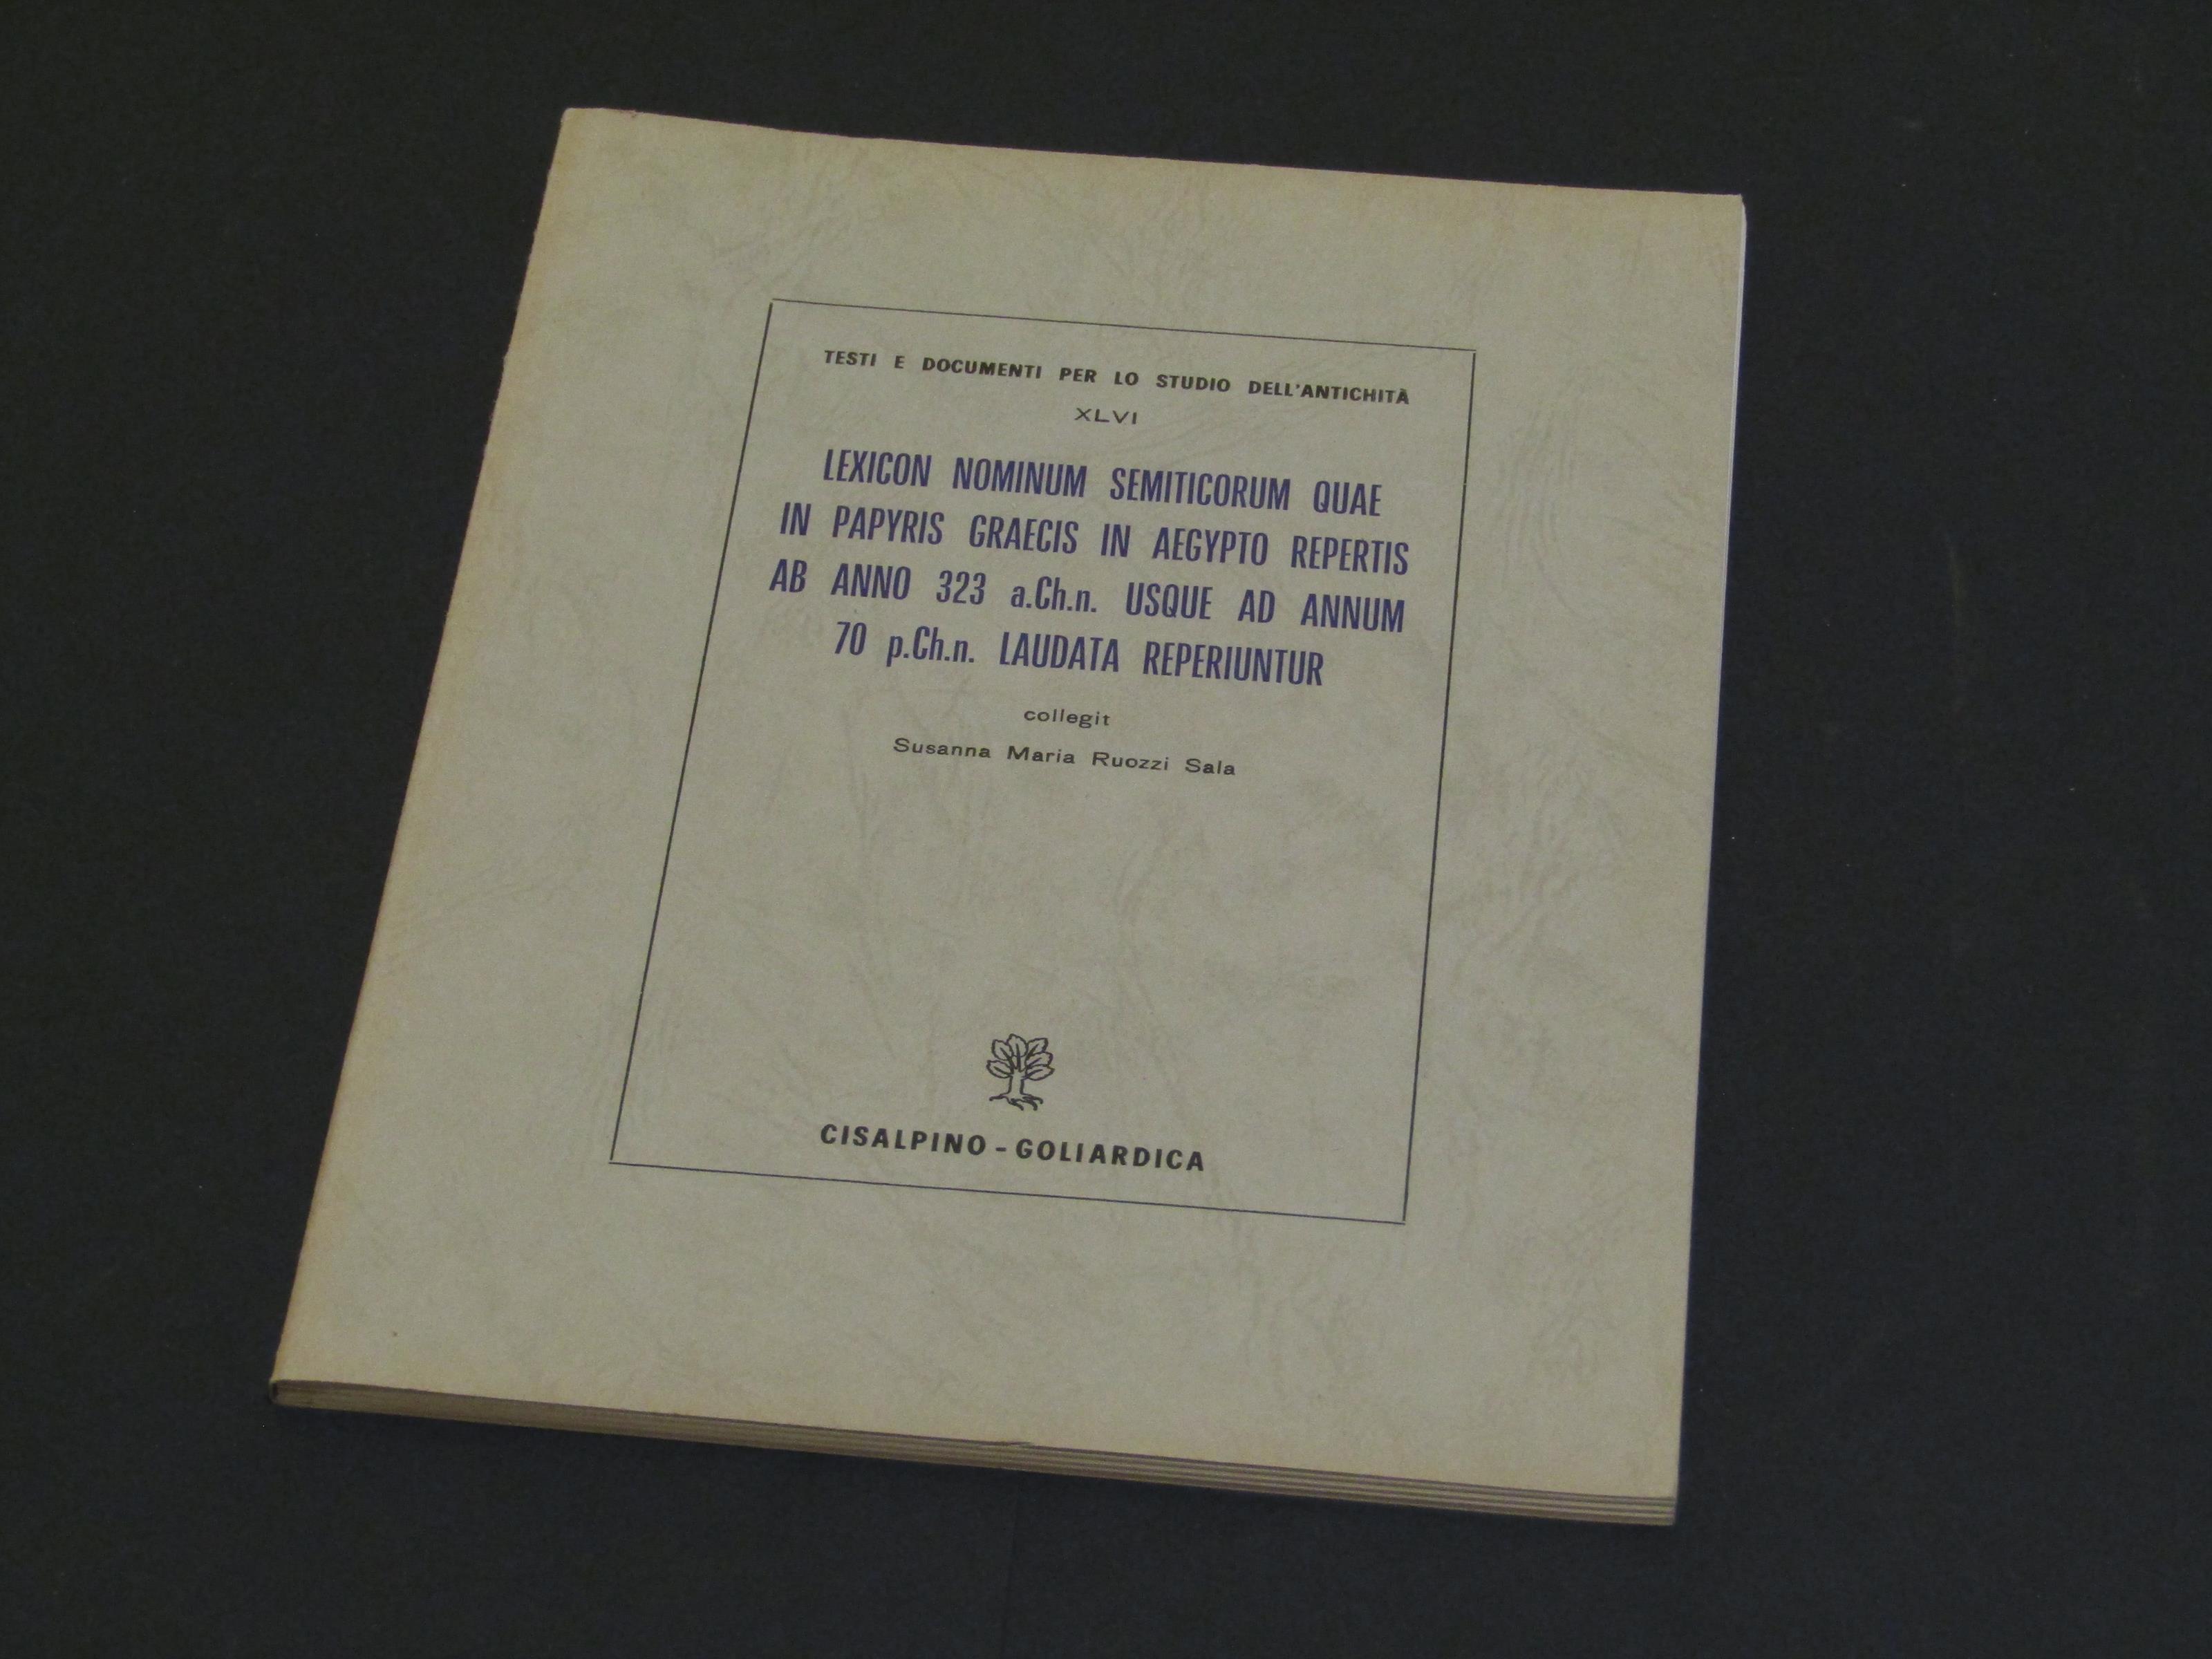 TESTI E DOCUMENTI PER LO STUDIO DELL'ANTICHITÀ
XLVI
LEXICON NOMINUM SEMITICORUM QUAE
IN PAPYRIS GRAECIS IN AEGYPTO REPERTIS
AB ANNO 323 a.Ch.n. USQUE AD ANNUM
70 p.Ch.n. LAUDATA REPERIUNTUR
collegit
Susanna Maria Ruozzi Sala
CISALPINO - GOLIARDICA